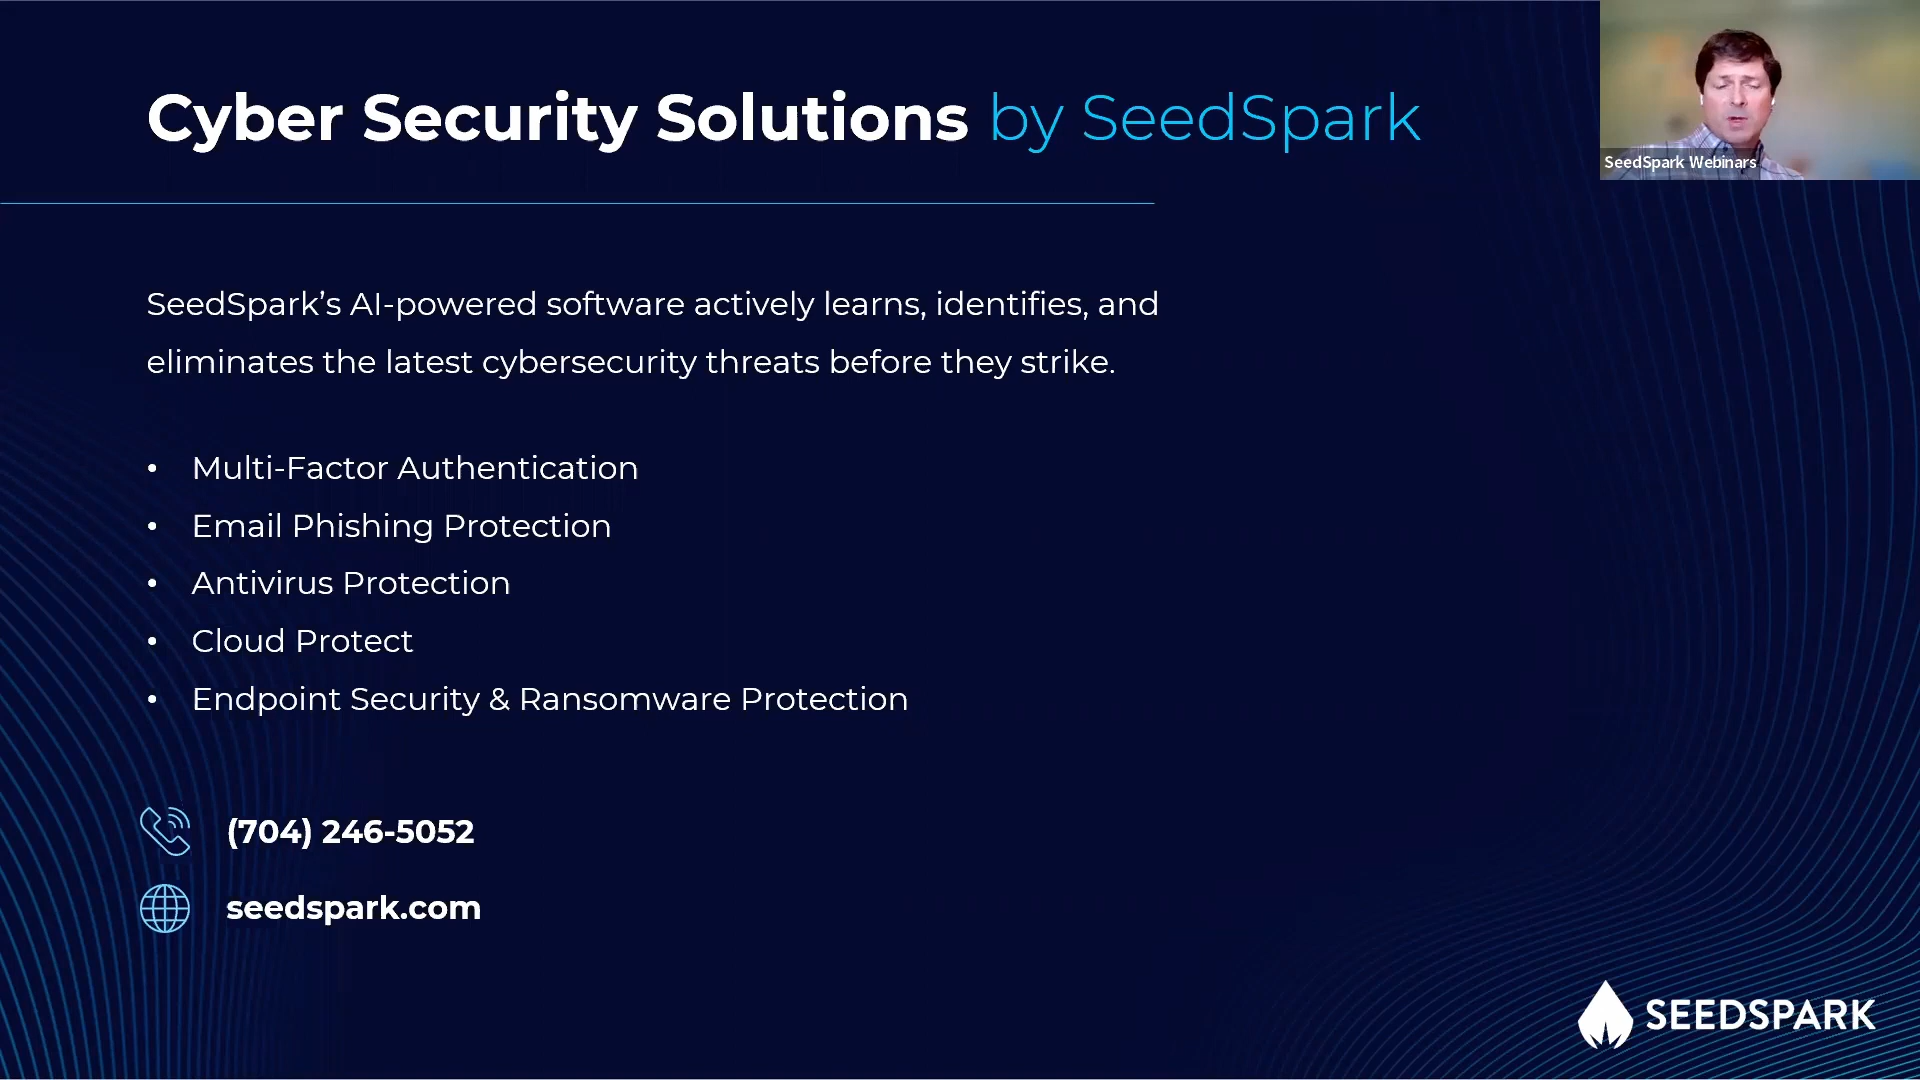 Cyber Security Solutions by SeedSpark
SeedSpark Webinars
SeedSpark’s AI-powered software actively learns, identifies, and
eliminates the latest cybersecurity threats before they strike.
• Multi-Factor Authentication
• Email Phishing Protection
• Antivirus Protection
• Cloud Protect
• Endpoint Security & Ransomware Protection
(704) 246-5052
seedspark.com
SEEDSPARK